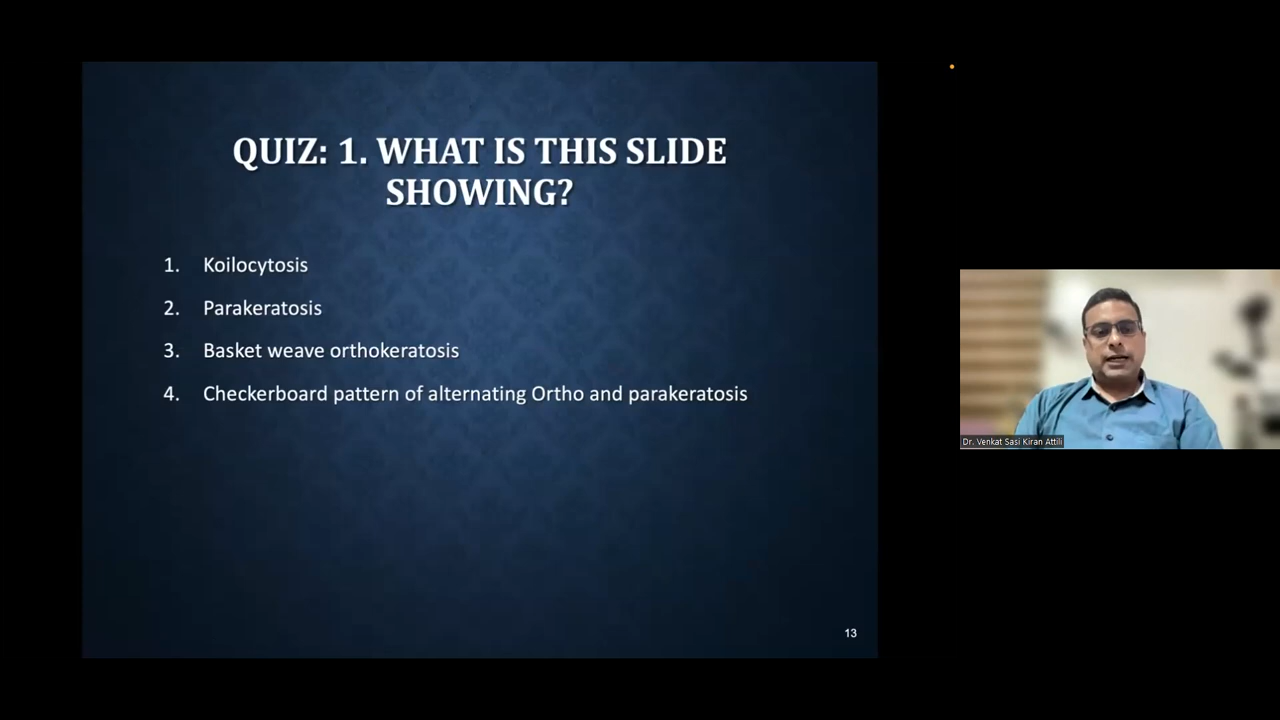 QUIZ: 1. WHAT IS THIS SLIDE
SHOWING?
1. Koilocytosis
2. Parakeratosis
3. Basket weave orthokeratosis
4. Checkerboard pattern of alternating Ortho and parakeratosis
Dr. Venkat Sasi Kiran Attili
13